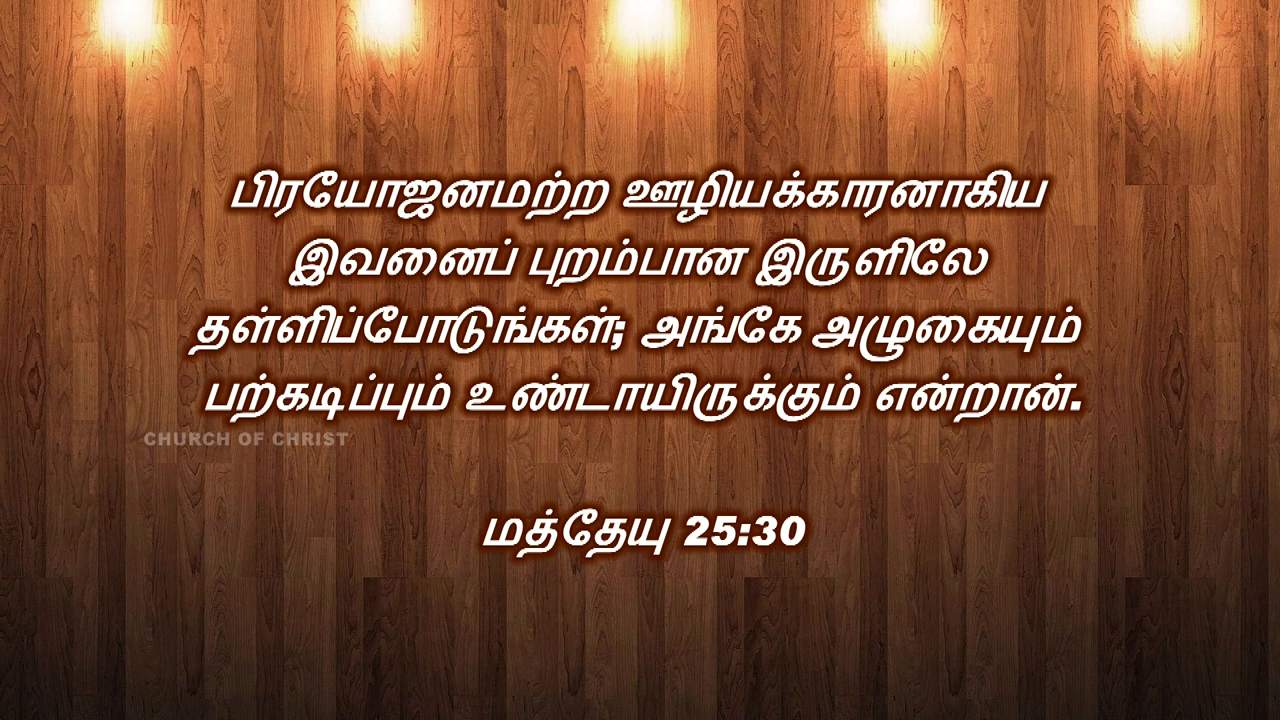 பிரயோஜனமற்ற ஊழியக்காரனாகிய
இவனைப் புறம்பான இருளிலே
தள்ளிப்போடுங்கள்; அங்கே அழுகையும்
பற்கடிப்பும் உண்டாயிருக்கும் என்றான்.
CHURCH OF CHRIST
மத்தேயு 25:30